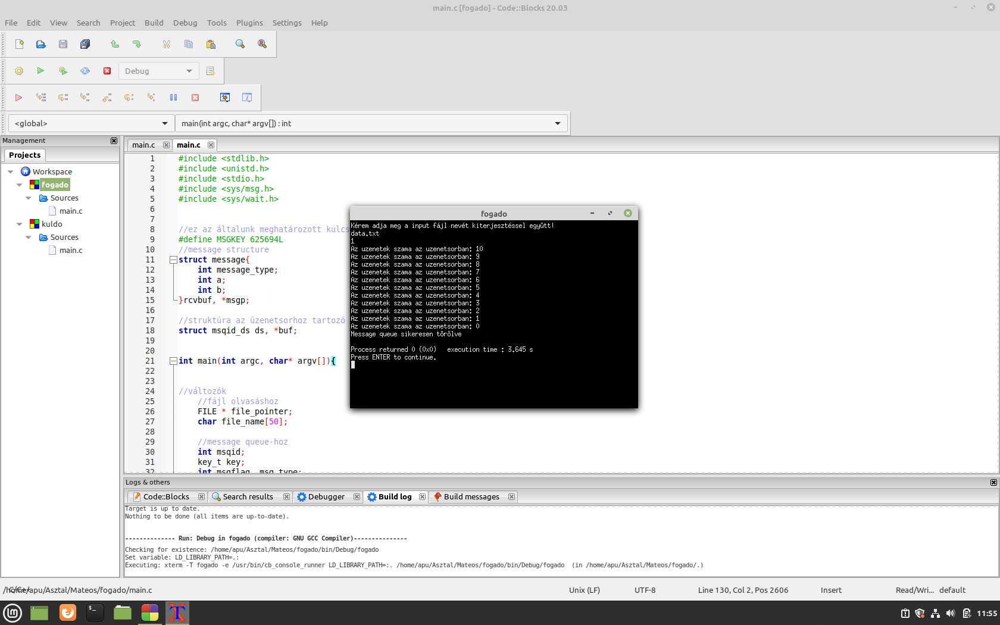 main.c [fogado] - Code::Blocks 20.03
File Edit View Search Project Build Debug Tools Plugins Settings Help
Debug
<global>
main(int argc, char* argv[]) : int
Management
Projects
Workspace
fogado
Sources
main.c
kuldo
Sources
main.c
main.c
main.c
1 #include <stdlib.h>
2 #include <unistd.h>
3 #include <stdio.h>
4 #include <sys/msg.h>
5 #include <sys/wait.h>
6
7
8 //ez az általunk meghatározott kulcs
9 #define MSGKEY 625694L
10 //message structure
11 struct message{
12 int message_type;
13 int a;
14 int b;
15 }rcvbuf, *msgp;
16
17 //struktúra az üzenetsorhoz tartozó
18 struct msqid_ds ds, *buf;
19
20
21 int main(int argc, char* argv[]){
22
23
24 //változók
25 //fájl olvasáshoz
26 FILE * file_pointer;
27 char file_name[50];
28
29 //message queue-hoz
30 int msqid;
31 key_t key;
32 int msgflag, msg_type;
fogado
Kérem adja meg a input fájl nevét kiterjesztéssel együtt!
data.txt
1
Az uzenetek szama az uzenetsorban: 10
Az uzenetek szama az uzenetsorban: 9
Az uzenetek szama az uzenetsorban: 8
Az uzenetek szama az uzenetsorban: 7
Az uzenetek szama az uzenetsorban: 6
Az uzenetek szama az uzenetsorban: 5
Az uzenetek szama az uzenetsorban: 4
Az uzenetek szama az uzenetsorban: 3
Az uzenetek szama az uzenetsorban: 2
Az uzenetek szama az uzenetsorban: 1
Az uzenetek szama az uzenetsorban: 0
Message queue sikeresen törölve
Process returned 0 (0x0) execution time : 3.645 s
Press ENTER to continue.
Logs & others
Code::Blocks
Search results
Debugger
Build log
Build messages
Target is up to date.
Nothing to be done (all items are up-to-date).
-------------- Run: Debug in fogado (compiler: GNU GCC Compiler)---------------
Checking for existence: /home/apu/Asztal/Mateos/fogado/bin/Debug/fogado
Set variable: LD_LIBRARY_PATH=.:
Executing: xterm -T fogado -e /usr/bin/cb_console_runner LD_LIBRARY_PATH=:. /home/apu/Asztal/Mateos/fogado/bin/Debug/fogado (in /home/apu/Asztal/Mateos/fogado/.)
/home/apu/Asztal/Mateos/fogado/main.c
C/C++
Unix (LF)
UTF-8
Line 130, Col 2, Pos 2606
Insert
Read/Wri...
default
11:55